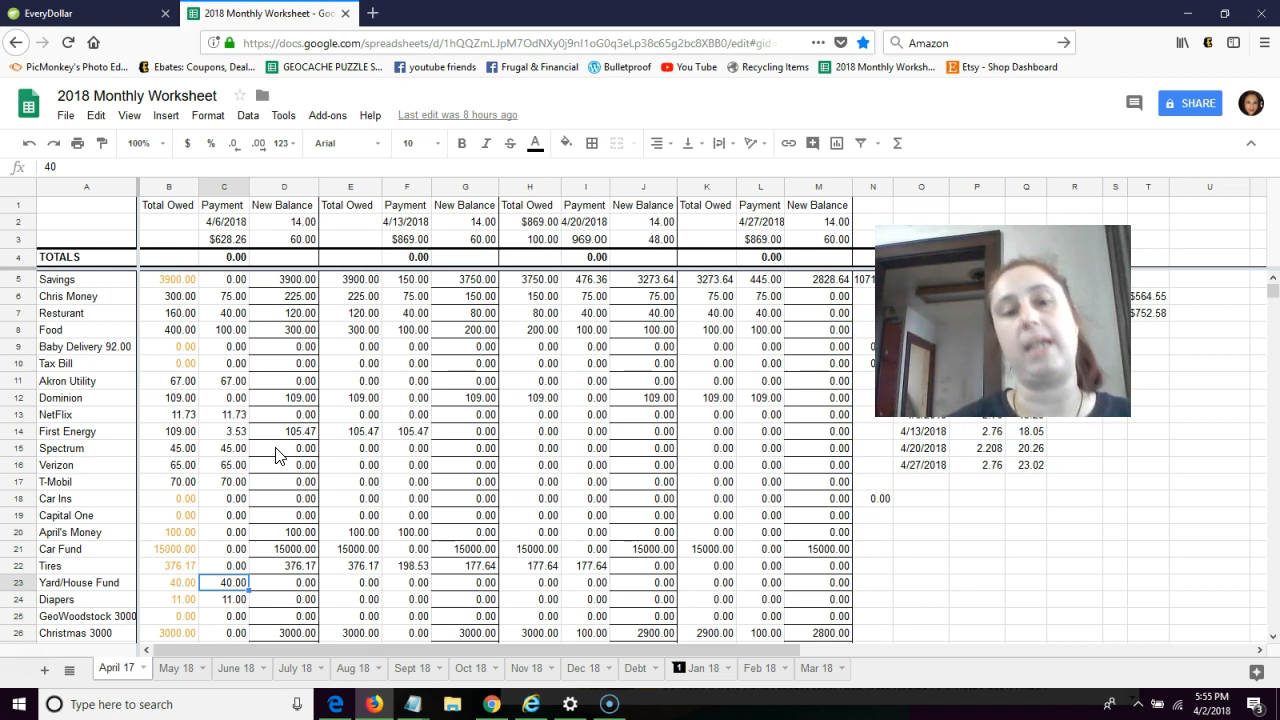 EveryDollar
2018 Monthly Worksheet - Goo
https://docs.google.com/spreadsheets/d/1hQQZmLJpM7OdNXy0j9nI1oG0q3eLp38c65g2bc8XBB0/edit#gid=
Amazon
PicMonkey's Photo Ed... Ebates: Coupons, Deal... GEOCACHE PUZZLE S... youtube friends Frugal & Financial Bulletproof You Tube Recycling Items 2018 Monthly Worksh... Etsy - Shop Dashboard
2018 Monthly Worksheet
SHARE
File Edit View Insert Format Data Tools Add-ons Help Last edit was 8 hours ago
100% $ % .0 .00 123 Arial 10 B I S A
fx 40
A B C D E F G H I J K L M N O P Q R S T U
1 Total Owed Payment New Balance Total Owed Payment New Balance Total Owed Payment New Balance Total Owed Payment New Balance
2 4/6/2018 14.00 4/13/2018 14.00 $869.00 4/20/2018 14.00 4/27/2018 14.00
3 $628.26 60.00 $869.00 60.00 100.00 969.00 48.00 $869.00 60.00
4 TOTALS 0.00 0.00 0.00 0.00
5 Savings 3900.00 0.00 3900.00 3900.00 150.00 3750.00 3750.00 476.36 3273.64 3273.64 445.00 2828.64 1071
6 Chris Money 300.00 75.00 225.00 225.00 75.00 150.00 150.00 75.00 75.00 75.00 75.00 0.00 $564.55
7 Resturant 160.00 40.00 120.00 120.00 40.00 80.00 80.00 40.00 40.00 40.00 40.00 0.00 $752.58
8 Food 400.00 100.00 300.00 300.00 100.00 200.00 200.00 100.00 100.00 100.00 100.00 0.00
9 Baby Delivery 92.00 0.00 0.00 0.00 0.00 0.00 0.00 0.00 0.00 0.00 0.00 0.00 0.00
10 Tax Bill 0.00 0.00 0.00 0.00 0.00 0.00 0.00 0.00 0.00 0.00 0.00 0.00
11 Akron Utility 67.00 67.00 0.00 0.00 0.00 0.00 0.00 0.00 0.00 0.00 0.00 0.00
12 Dominion 109.00 0.00 109.00 109.00 0.00 109.00 109.00 0.00 109.00 109.00 109.00 0.00
13 NetFlix 11.73 11.73 0.00 0.00 0.00 0.00 0.00 0.00 0.00 0.00 0.00 0.00
14 First Energy 109.00 3.53 105.47 105.47 105.47 0.00 0.00 0.00 0.00 0.00 0.00 0.00 4/13/2018 2.76 18.05
15 Spectrum 45.00 45.00 0.00 0.00 0.00 0.00 0.00 0.00 0.00 0.00 0.00 0.00 4/20/2018 2.208 20.26
16 Verizon 65.00 65.00 0.00 0.00 0.00 0.00 0.00 0.00 0.00 0.00 0.00 0.00 4/27/2018 2.76 23.02
17 T-Mobil 70.00 70.00 0.00 0.00 0.00 0.00 0.00 0.00 0.00 0.00 0.00 0.00
18 Car Ins 0.00 0.00 0.00 0.00 0.00 0.00 0.00 0.00 0.00 0.00 0.00 0.00 0.00
19 Capital One 0.00 0.00 0.00 0.00 0.00 0.00 0.00 0.00 0.00 0.00 0.00 0.00
20 April's Money 100.00 0.00 100.00 100.00 100.00 0.00 0.00 0.00 0.00 0.00 0.00 0.00
21 Car Fund 15000.00 0.00 15000.00 15000.00 0.00 15000.00 15000.00 0.00 15000.00 15000.00 0.00 15000.00
22 Tires 376.17 0.00 376.17 376.17 198.53 177.64 177.64 177.64 0.00 0.00 0.00 0.00
23 Yard/House Fund 40.00 40.00 0.00 0.00 0.00 0.00 0.00 0.00 0.00 0.00 0.00 0.00
24 Diapers 11.00 11.00 0.00 0.00 0.00 0.00 0.00 0.00 0.00 0.00 0.00 0.00
25 GeoWoodstock 3000 0.00 0.00 0.00 0.00 0.00 0.00 0.00 0.00 0.00 0.00 0.00 0.00
26 Christmas 3000 3000.00 0.00 3000.00 3000.00 0.00 3000.00 3000.00 100.00 2900.00 2900.00 100.00 2800.00
April 17 May 18 June 18 July 18 Aug 18 Sept 18 Oct 18 Nov 18 Dec 18 Debt 1 Jan 18 Feb 18 Mar 18
Type here to search
5:55 PM
4/2/2018
3